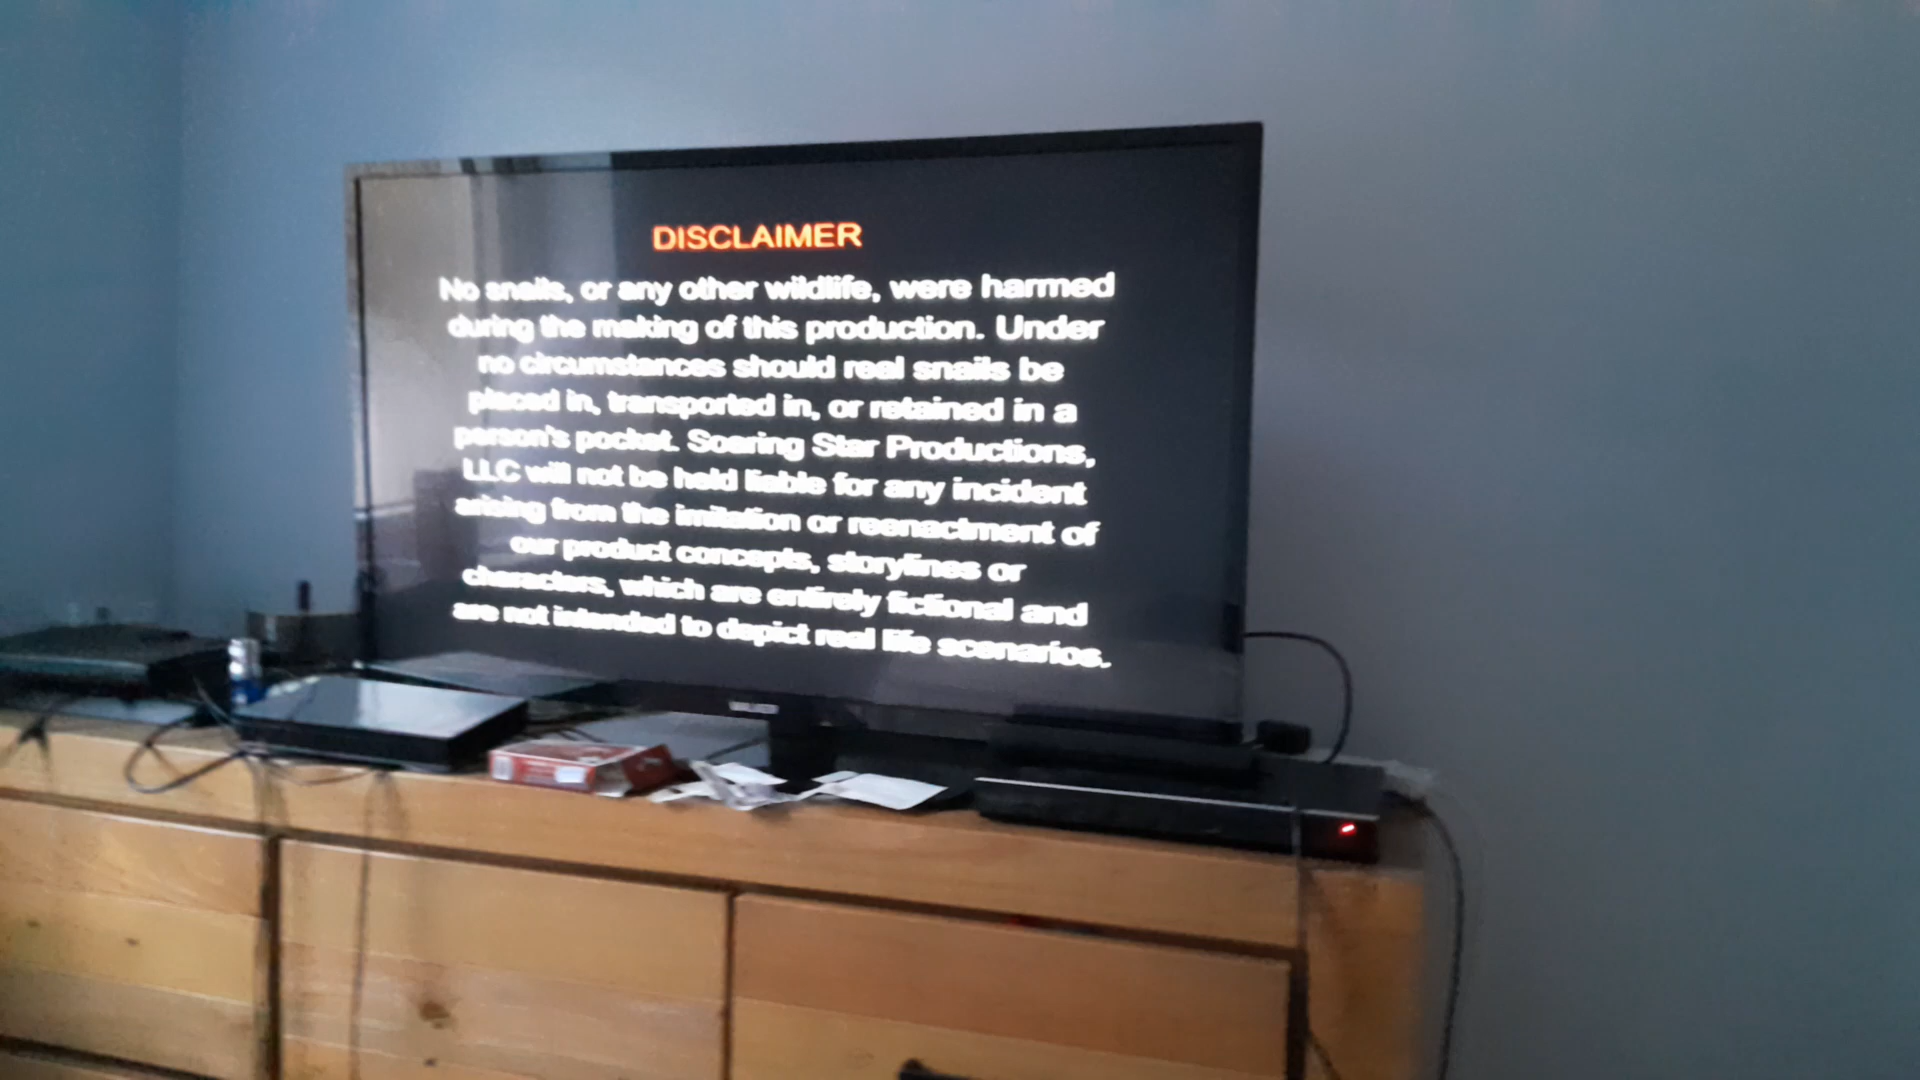 DISCLAIMER
No snails, or any other wildlife, were harmed
during the making of this production. Under
no circumstances should real snails be
placed in, transported in, or retained in a
person's pocket. Soaring Star Productions,
LLC will not be held liable for any incident
arising from the imitation or reenactment of
our product concepts, storylines or
characters, which are entirely fictional and
are not intended to depict real life scenarios.